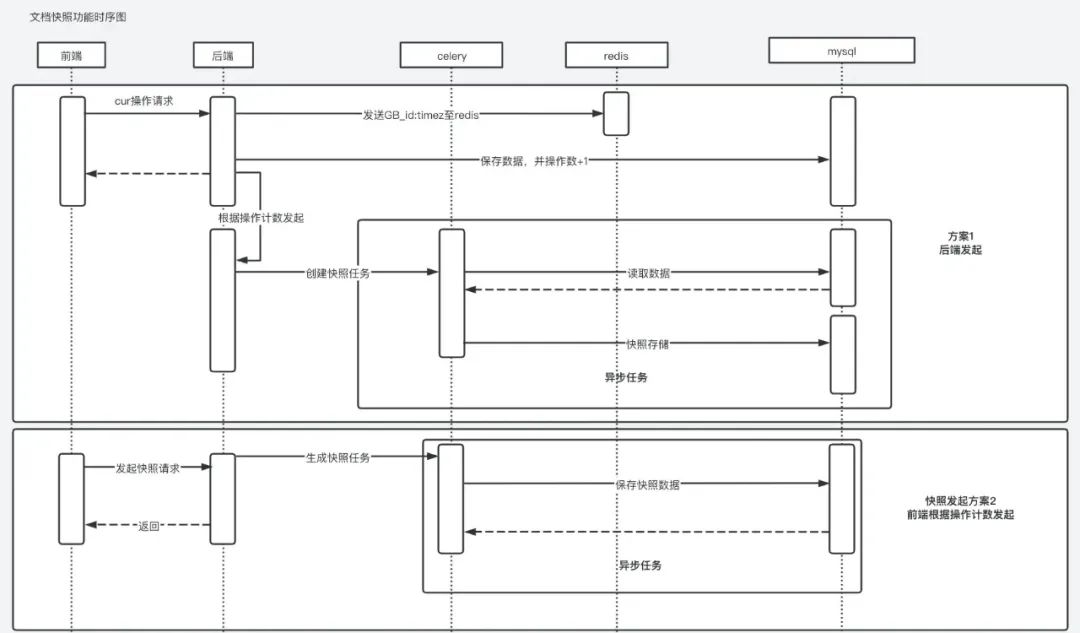 文档快照功能时序图
前端
后端
celery
redis
mysql
cur操作请求
发送GB_id:timez至redis
保存数据，并操作数+1
根据操作计数发起
方案1
后端发起
创建快照任务
读取数据
快照存储
异步任务
生成快照任务
发起快照请求
保存快照数据
快照发起方案2
前端根据操作计数发起
返回
异步任务